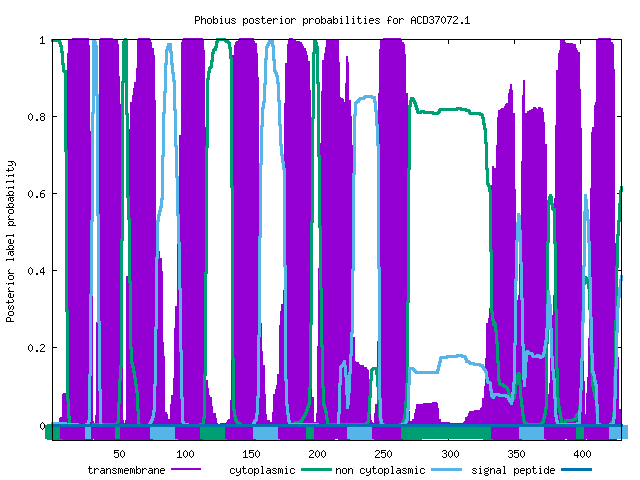 Phobius posterior probabilities for ACD37072.1
1
0.8
0.6
0.4
0.2
0
Posterior label probability
50 100 150 200 250 300 350 400
transmembrane cytoplasmic non cytoplasmic signal peptide